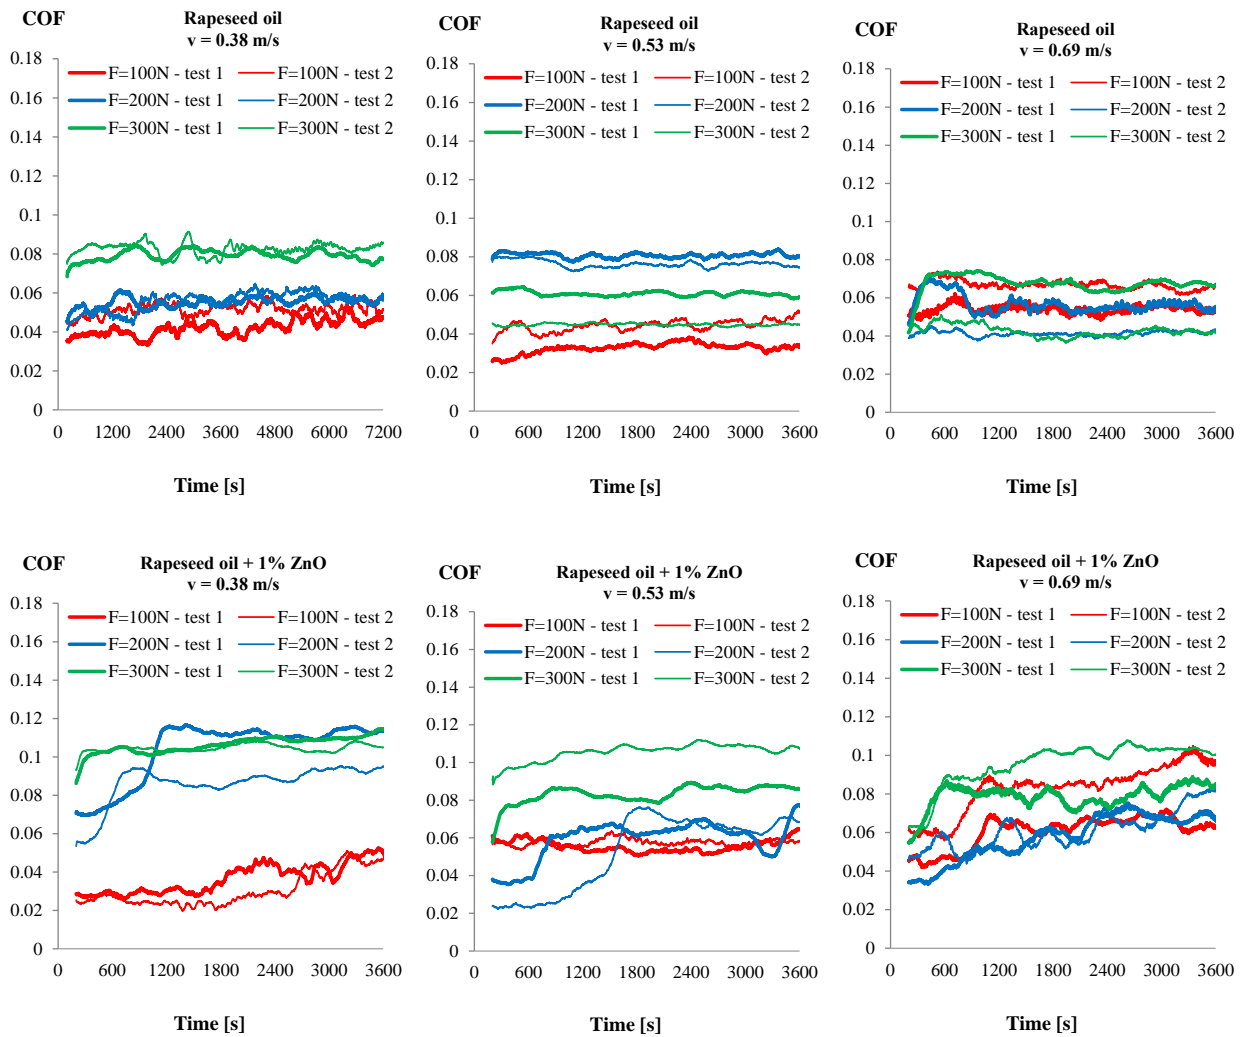 COF
Rapeseed oil
v = 0.38 m/s
0.18
F=100N - test 1 F=100N - test 2
0.16
F=200N - test 1 F=200N - test 2
0.14
F=300N - test 1 F=300N - test 2
0.12
0.1
0.08
0.06
0.04
0.02
0
0 1200 2400 3600 4800 6000 7200
Time [s]
COF
Rapeseed oil
v = 0.53 m/s
0.18
F=100N - test 1 F=100N - test 2
0.16
F=200N - test 1 F=200N - test 2
0.14
F=300N - test 1 F=300N - test 2
0.12
0.1
0.08
0.06
0.04
0.02
0
0 600 1200 1800 2400 3000 3600
Time [s]
COF
Rapeseed oil
v = 0.69 m/s
0.18
F=100N - test 1 F=100N - test 2
0.16
F=200N - test 1 F=200N - test 2
0.14
F=300N - test 1 F=300N - test 2
0.12
0.1
0.08
0.06
0.04
0.02
0
0 600 1200 1800 2400 3000 3600
Time [s]
COF
Rapeseed oil + 1% ZnO
v = 0.38 m/s
0.18
F=100N - test 1 F=100N - test 2
0.16
F=200N - test 1 F=200N - test 2
0.14
F=300N - test 1 F=300N - test 2
0.12
0.1
0.08
0.06
0.04
0.02
0
0 600 1200 1800 2400 3000 3600
Time [s]
COF
Rapeseed oil + 1% ZnO
v = 0.53 m/s
0.18
F=100N - test 1 F=100N - test 2
0.16
F=200N - test 1 F=200N - test 2
0.14
F=300N - test 1 F=300N - test 2
0.12
0.1
0.08
0.06
0.04
0.02
0
0 600 1200 1800 2400 3000 3600
Time [s]
COF
Rapeseed oil + 1% ZnO
v = 0.69 m/s
0.18
F=100N - test 1 F=100N - test 2
0.16
F=200N - test 1 F=200N - test 2
0.14
F=300N - test 1 F=300N - test 2
0.12
0.1
0.08
0.06
0.04
0.02
0
0 600 1200 1800 2400 3000 3600
Time [s]